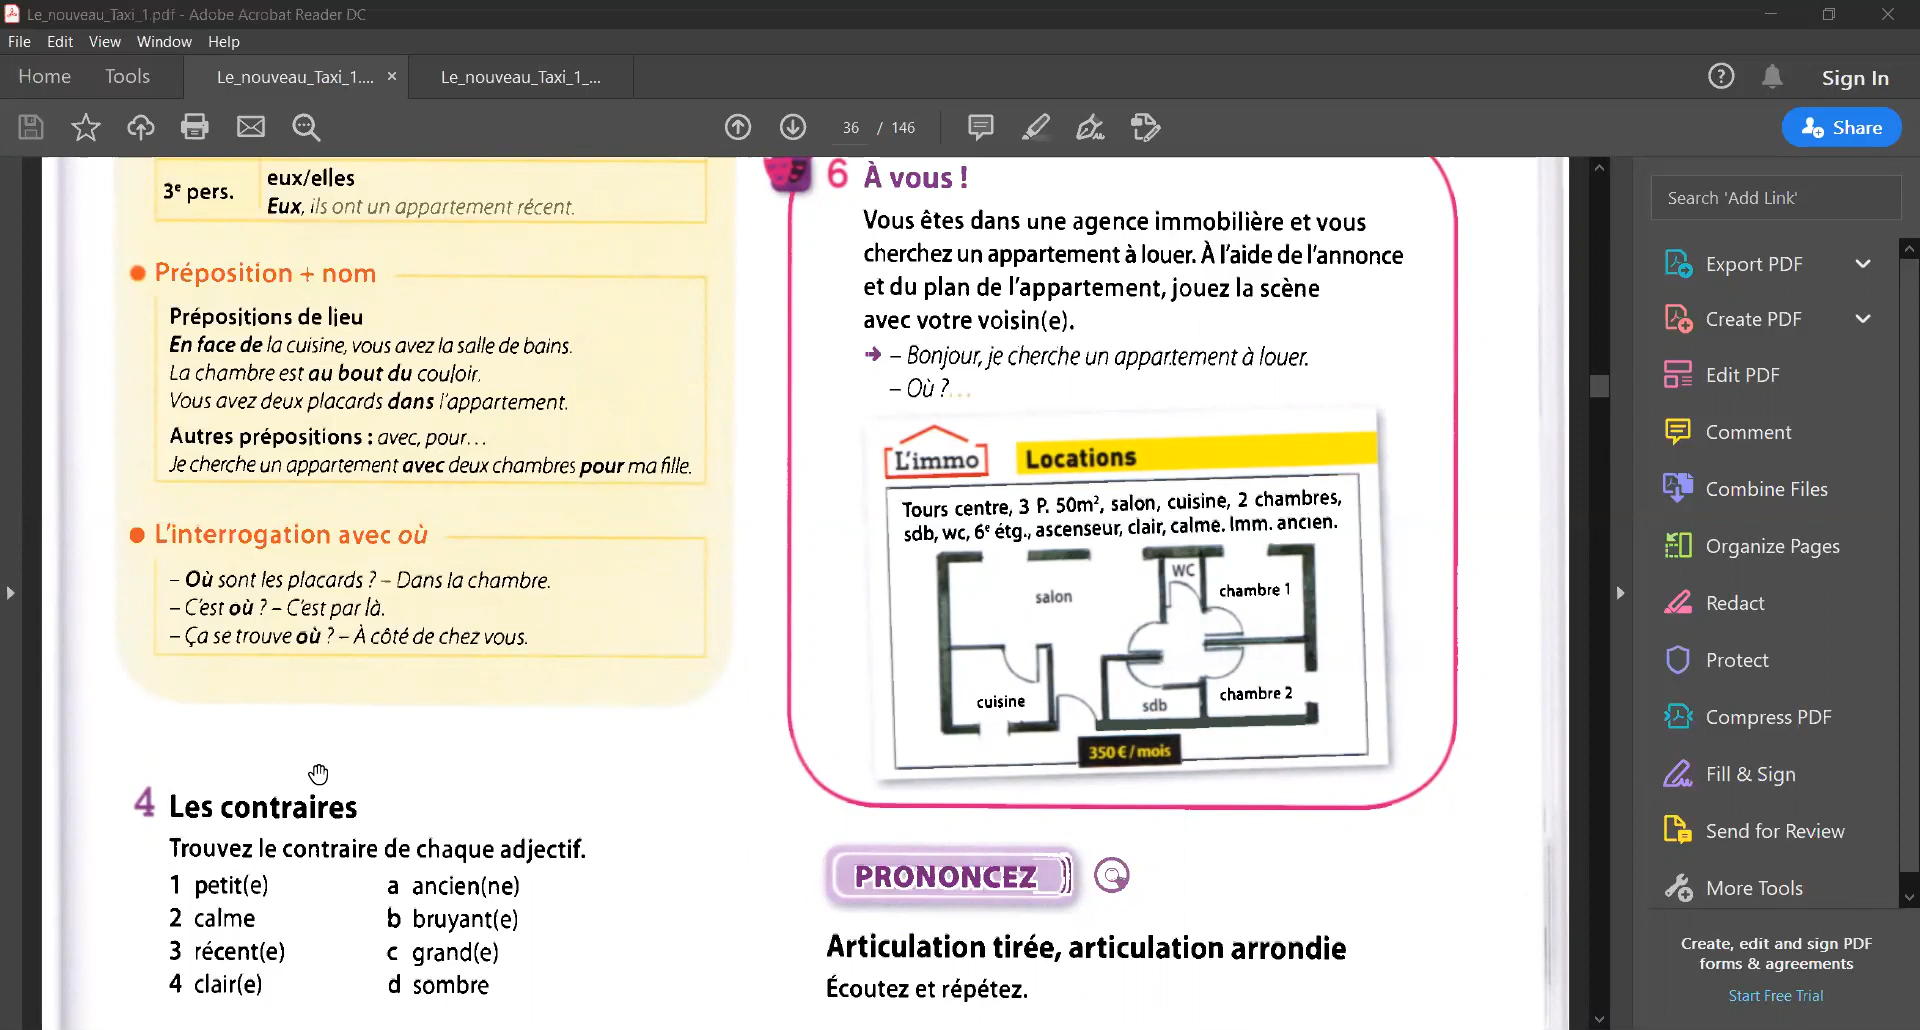 Le_nouveau_Taxi_1.pdf - Adobe Acrobat Reader DC
File Edit View Window Help
Home Tools Le_nouveau_Taxi_1.... × Le_nouveau_Taxi_1_... Sign In
36 / 146 Share
3e pers.
eux/elles
Eux, ils ont un appartement récent.
Préposition + nom
Prépositions de lieu
En face de la cuisine, vous avez la salle de bains.
La chambre est au bout du couloir.
Vous avez deux placards dans l'appartement.
Autres prépositions : avec, pour...
Je cherche un appartement avec deux chambres pour ma fille.
L'interrogation avec où
– Où sont les placards ? – Dans la chambre.
– C'est où ? – C'est par là.
– Ça se trouve où ? – À côté de chez vous.
4 Les contraires
Trouvez le contraire de chaque adjectif.
1 petit(e) a ancien(ne)
2 calme b bruyant(e)
3 récent(e) c grand(e)
4 clair(e) d sombre
6 À vous !
Vous êtes dans une agence immobilière et vous
cherchez un appartement à louer. À l'aide de l'annonce
et du plan de l'appartement, jouez la scène
avec votre voisin(e).
➜ – Bonjour, je cherche un appartement à louer.
– Où ?...
L'immo Locations
Tours centre, 3 P. 50m², salon, cuisine, 2 chambres,
sdb, wc, 6e étg., ascenseur, clair, calme. Imm. ancien.
WC
salon
chambre 1
cuisine
sdb
chambre 2
350 € / mois
PRONONCEZ
Articulation tirée, articulation arrondie
Écoutez et répétez.
Search 'Add Link'
Export PDF
Create PDF
Edit PDF
Comment
Combine Files
Organize Pages
Redact
Protect
Compress PDF
Fill & Sign
Send for Review
More Tools
Create, edit and sign PDF
forms & agreements
Start Free Trial